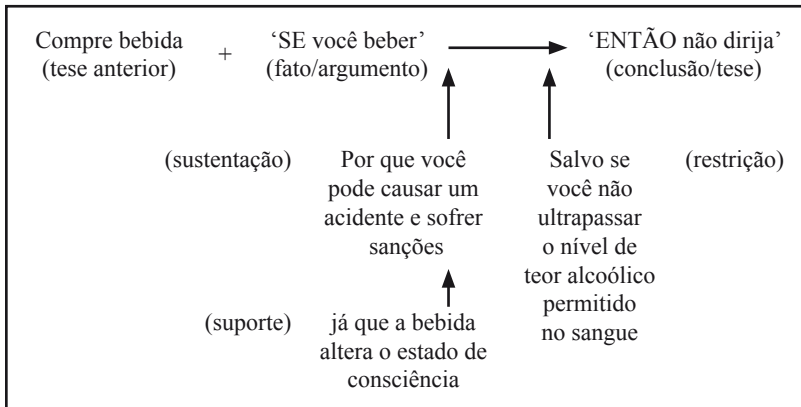 Compre bebida + ‘SE você beber’ ‘ENTÃO não dirija’
(tese anterior) (fato/argumento) (conclusão/tese)
(sustentação) Por que você Salvo se (restrição)
pode causar um você não
acidente e sofrer ultrapassar
sanções o nível de
teor alcoólico
(suporte) já que a bebida permitido
altera o estado de no sangue
consciência